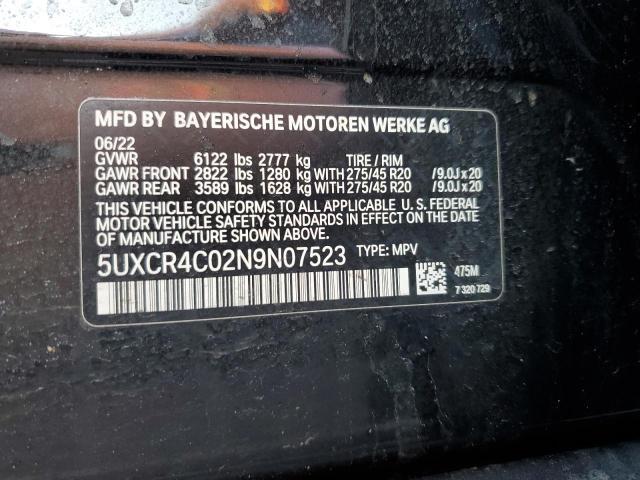 MFD BY BAYERISCHE MOTOREN WERKE AG
06/22
GVWR 6122 lbs 2777 kg TIRE / RIM
GAWR FRONT 2822 lbs 1280 kg WITH 275/45 R20 /9.0J x 20
GAWR REAR 3589 lbs 1628 kg WITH 275/45 R20 /9.0J x 20
THIS VEHICLE CONFORMS TO ALL APPLICABLE U. S. FEDERAL
MOTOR VEHICLE SAFETY STANDARDS IN EFFECT ON THE
DATE OF MANUFACTURE SHOWN ABOVE.
5UXCR4C02N9N07523 TYPE: MPV
475M
7 320 729